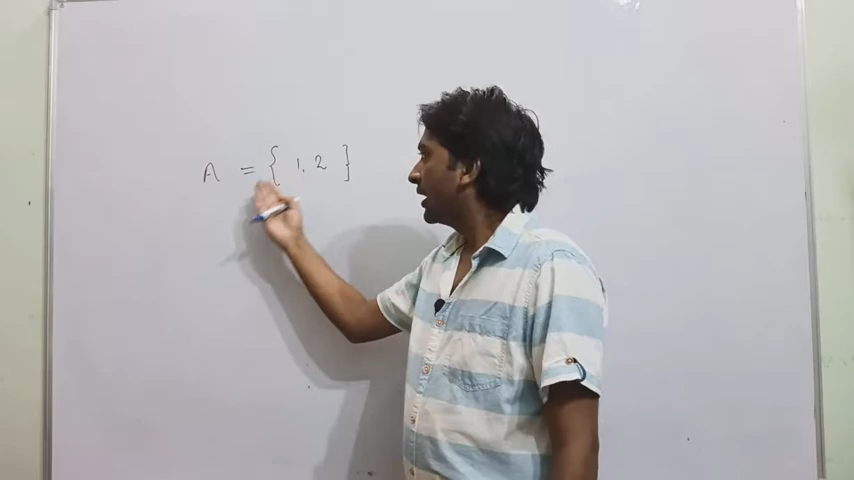 A = { 1, 2 }